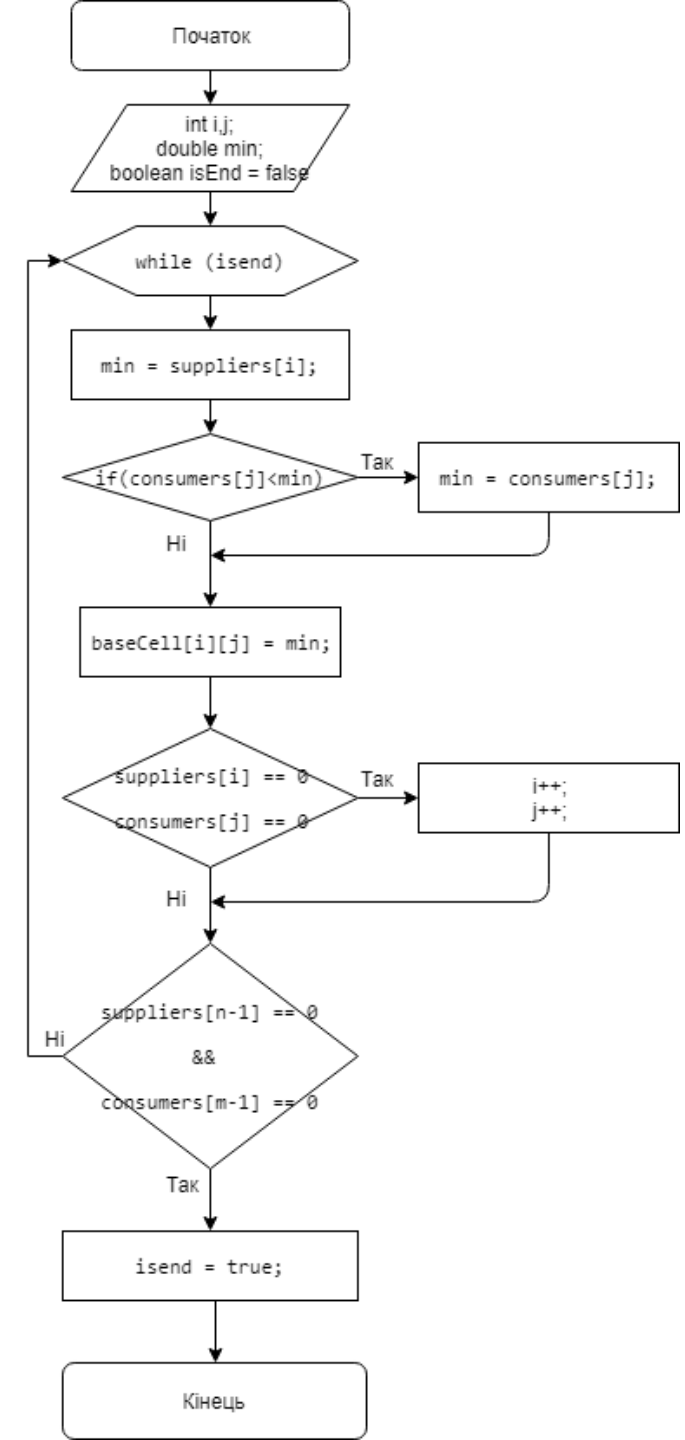 Початок
int i,j;
double min;
boolean isEnd = false
while (isend)
min = suppliers[i];
if(consumers[j]<min)
Так
min = consumers[j];
Ні
baseCell[i][j] = min;
suppliers[i] == 0
consumers[j] == 0
Так
i++;
j++;
Ні
suppliers[n-1] == 0
&&
consumers[m-1] == 0
Ні
Так
isend = true;
Кінець